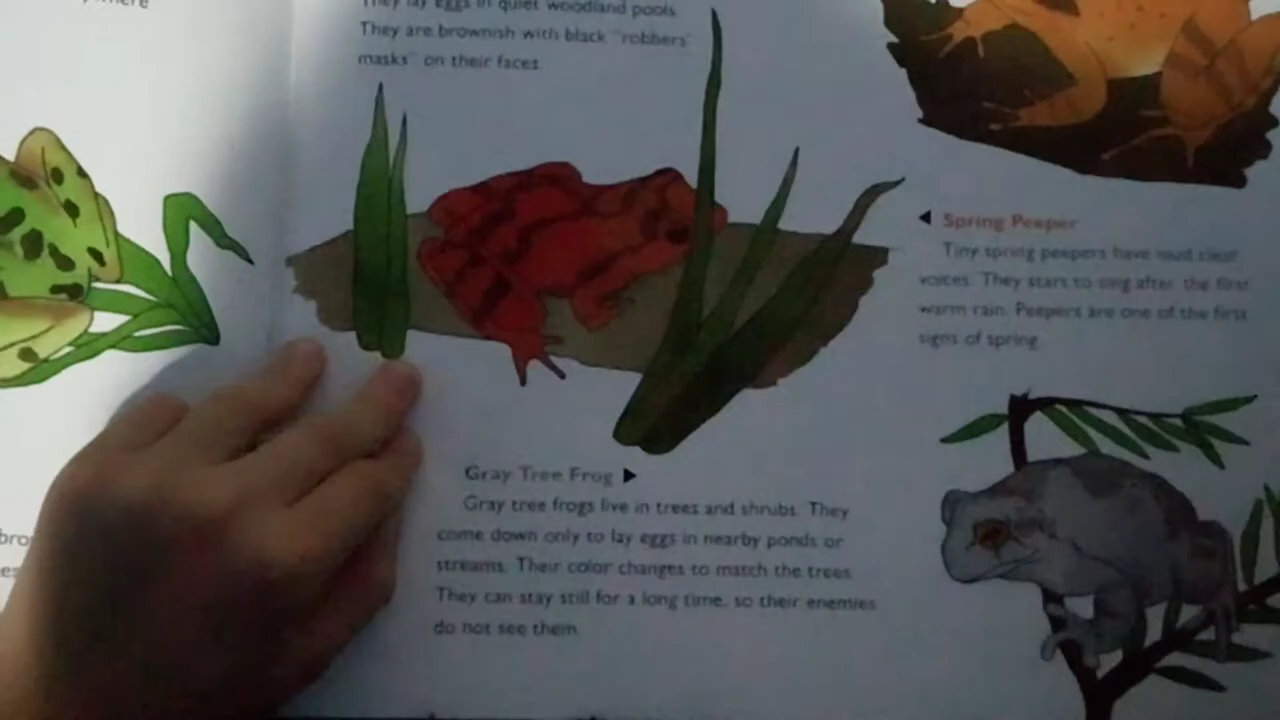 They lay eggs in quiet woodland pools.
They are brownish with black "robbers'
masks" on their faces.
Spring Peeper
Tiny spring peepers have loud clear
voices. They start to sing after the first
warm rain. Peepers are one of the first
signs of spring.
Gray Tree Frog
Gray tree frogs live in trees and shrubs. They
come down only to lay eggs in nearby ponds or
streams. Their color changes to match the trees.
They can stay still for a long time, so their enemies
do not see them.